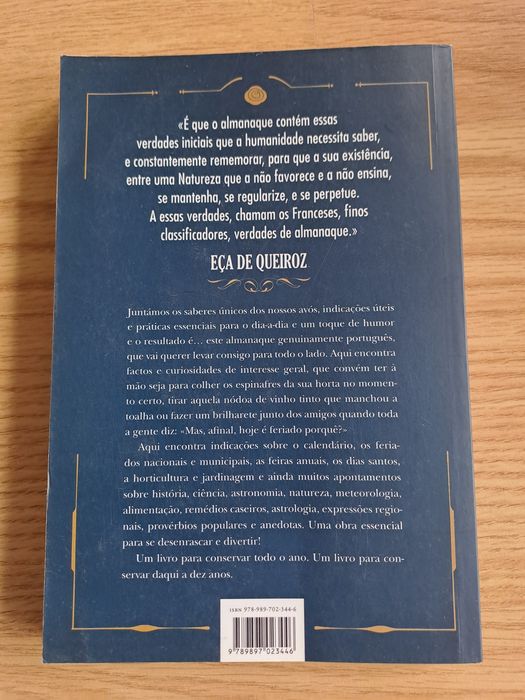 «É que o almanaque contém essas
verdades iniciais que a humanidade necessita saber,
e constantemente rememorar, para que a sua existência,
entre uma Natureza que a não favorece e a não ensina,
se mantenha, se regularize, e se perpetue.
A essas verdades, chamam os Franceses, finos
classificadores, verdades de almanaque.»
EÇA DE QUEIROZ
Juntámos os saberes únicos dos nossos avós, indicações úteis
e práticas essenciais para o dia-a-dia e um toque de humor
e o resultado é... este almanaque genuinamente português,
que vai querer levar consigo para todo o lado. Aqui encontra
factos e curiosidades de interesse geral, que convém ter à
mão seja para colher os espinafres da sua horta no momen-
to certo, tirar aquela nódoa de vinho tinto que manchou a
toalha ou fazer um brilharete junto dos amigos quando toda
a gente diz: «Mas, afinal, hoje é feriado porquê?»
Aqui encontra indicações sobre o calendário, os feria-
dos nacionais e municipais, as feiras anuais, os dias santos,
a horticultura e jardinagem e ainda muitos apontamentos
sobre história, ciência, astronomia, natureza, meteorologia,
alimentação, remédios caseiros, astrologia, expressões regio-
nais, provérbios populares e anedotas. Uma obra essencial
para se desenrascar e divertir!
Um livro para conservar todo o ano. Um livro para con-
servar daqui a dez anos.
ISBN 978-989-702-344-6
9 789897 023446